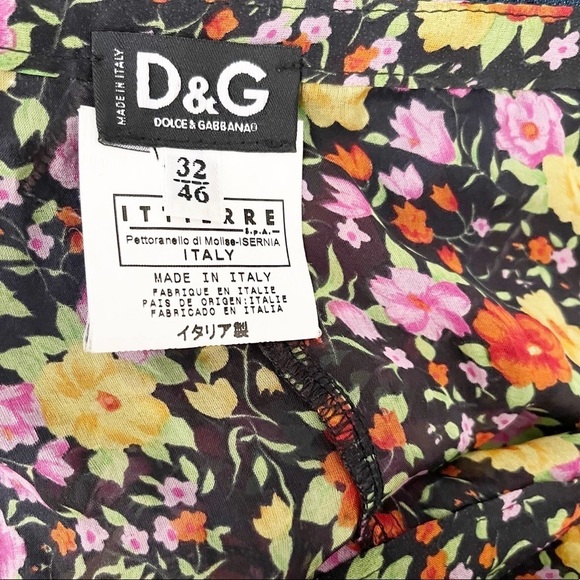 MADE IN ITALY
D&G
DOLCE & GABBANA
32
46
ITTIERRE
S.p.A.
Pettoranello di Molise-ISERNIA
ITALY
MADE IN ITALY
FABRIQUE EN ITALIE
PAIS DE ORIGEN:ITALIE
FABRICADO EN ITALIA
イタリア製